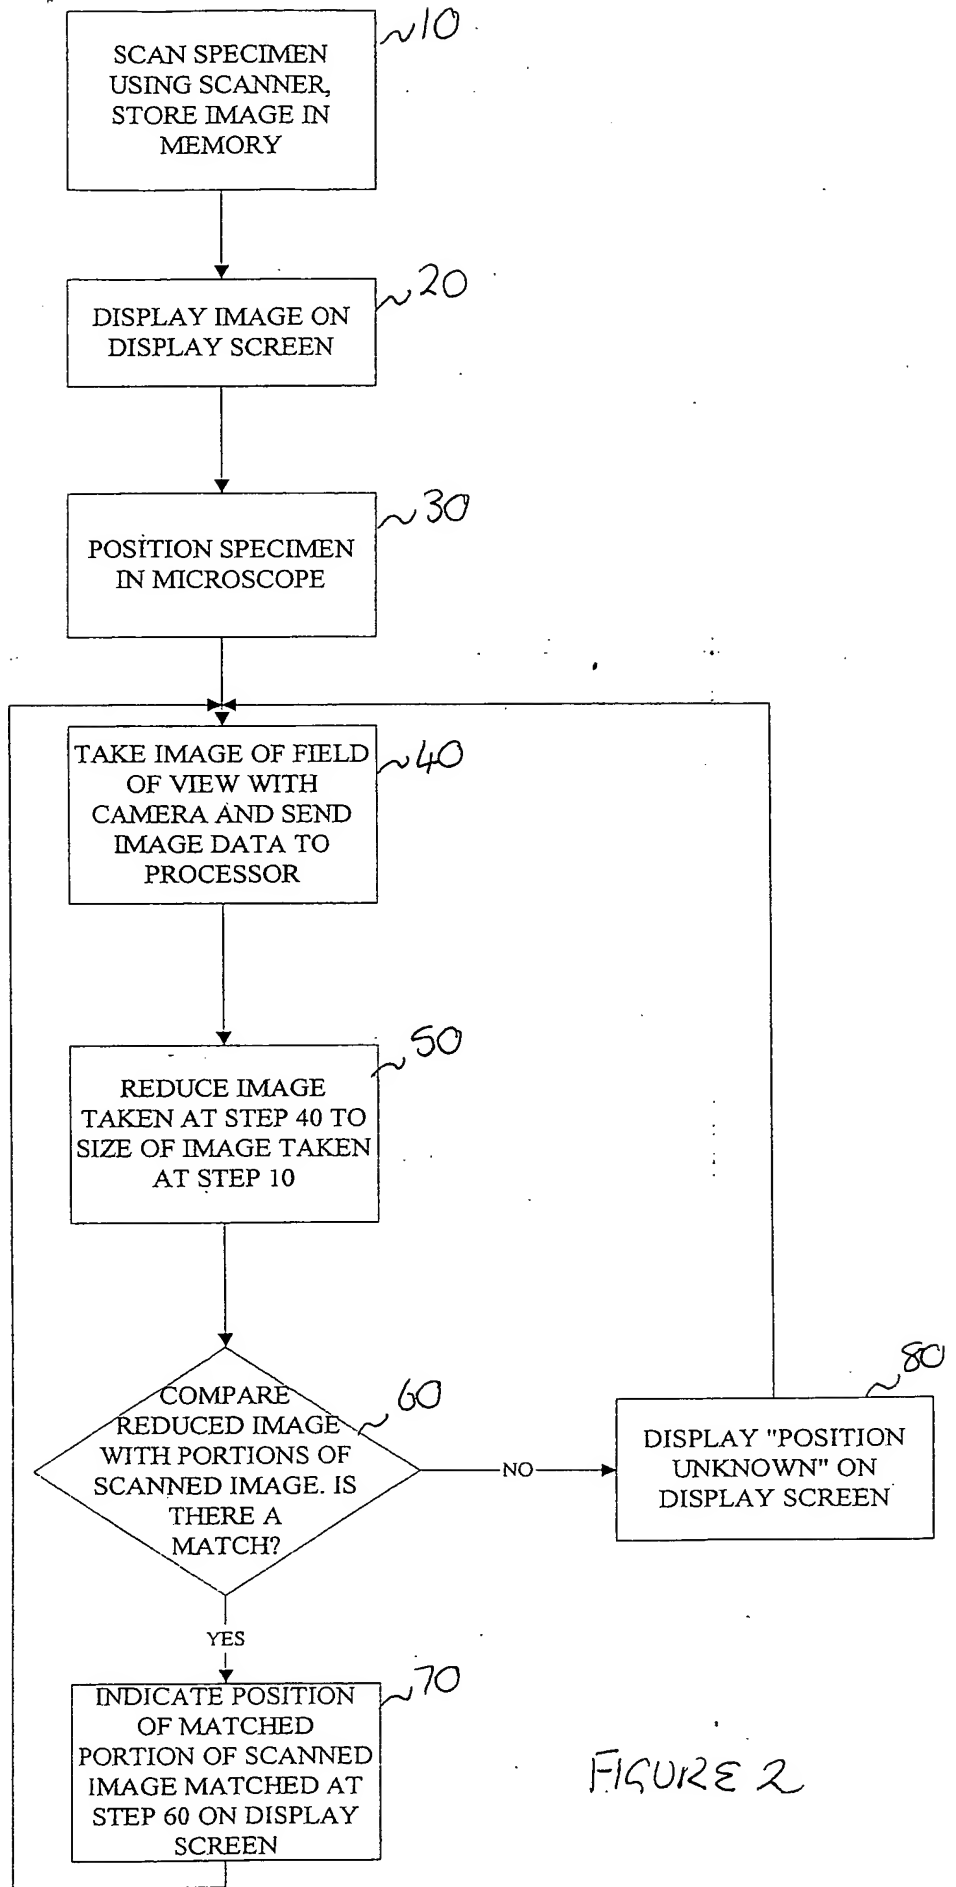 10
SCAN SPECIMEN
USING SCANNER,
STORE IMAGE IN
MEMORY
20
DISPLAY IMAGE ON
DISPLAY SCREEN
30
POSITION SPECIMEN
IN MICROSCOPE
TAKE IMAGE OF FIELD
OF VIEW WITH
CAMERA AND SEND
IMAGE DATA TO
PROCESSOR
40
50
REDUCE IMAGE
TAKEN AT STEP 40 TO
SIZE OF IMAGE TAKEN
AT STEP 10
COMPARE
REDUCED IMAGE
WITH PORTIONS OF
SCANNED IMAGE. IS
THERE A
MATCH?
60
NO
80
DISPLAY "POSITION
UNKNOWN" ON
DISPLAY SCREEN
YES
70
INDICATE POSITION
OF MATCHED
PORTION OF SCANNED
IMAGE MATCHED AT
STEP 60 ON DISPLAY
SCREEN
FIGURE 2